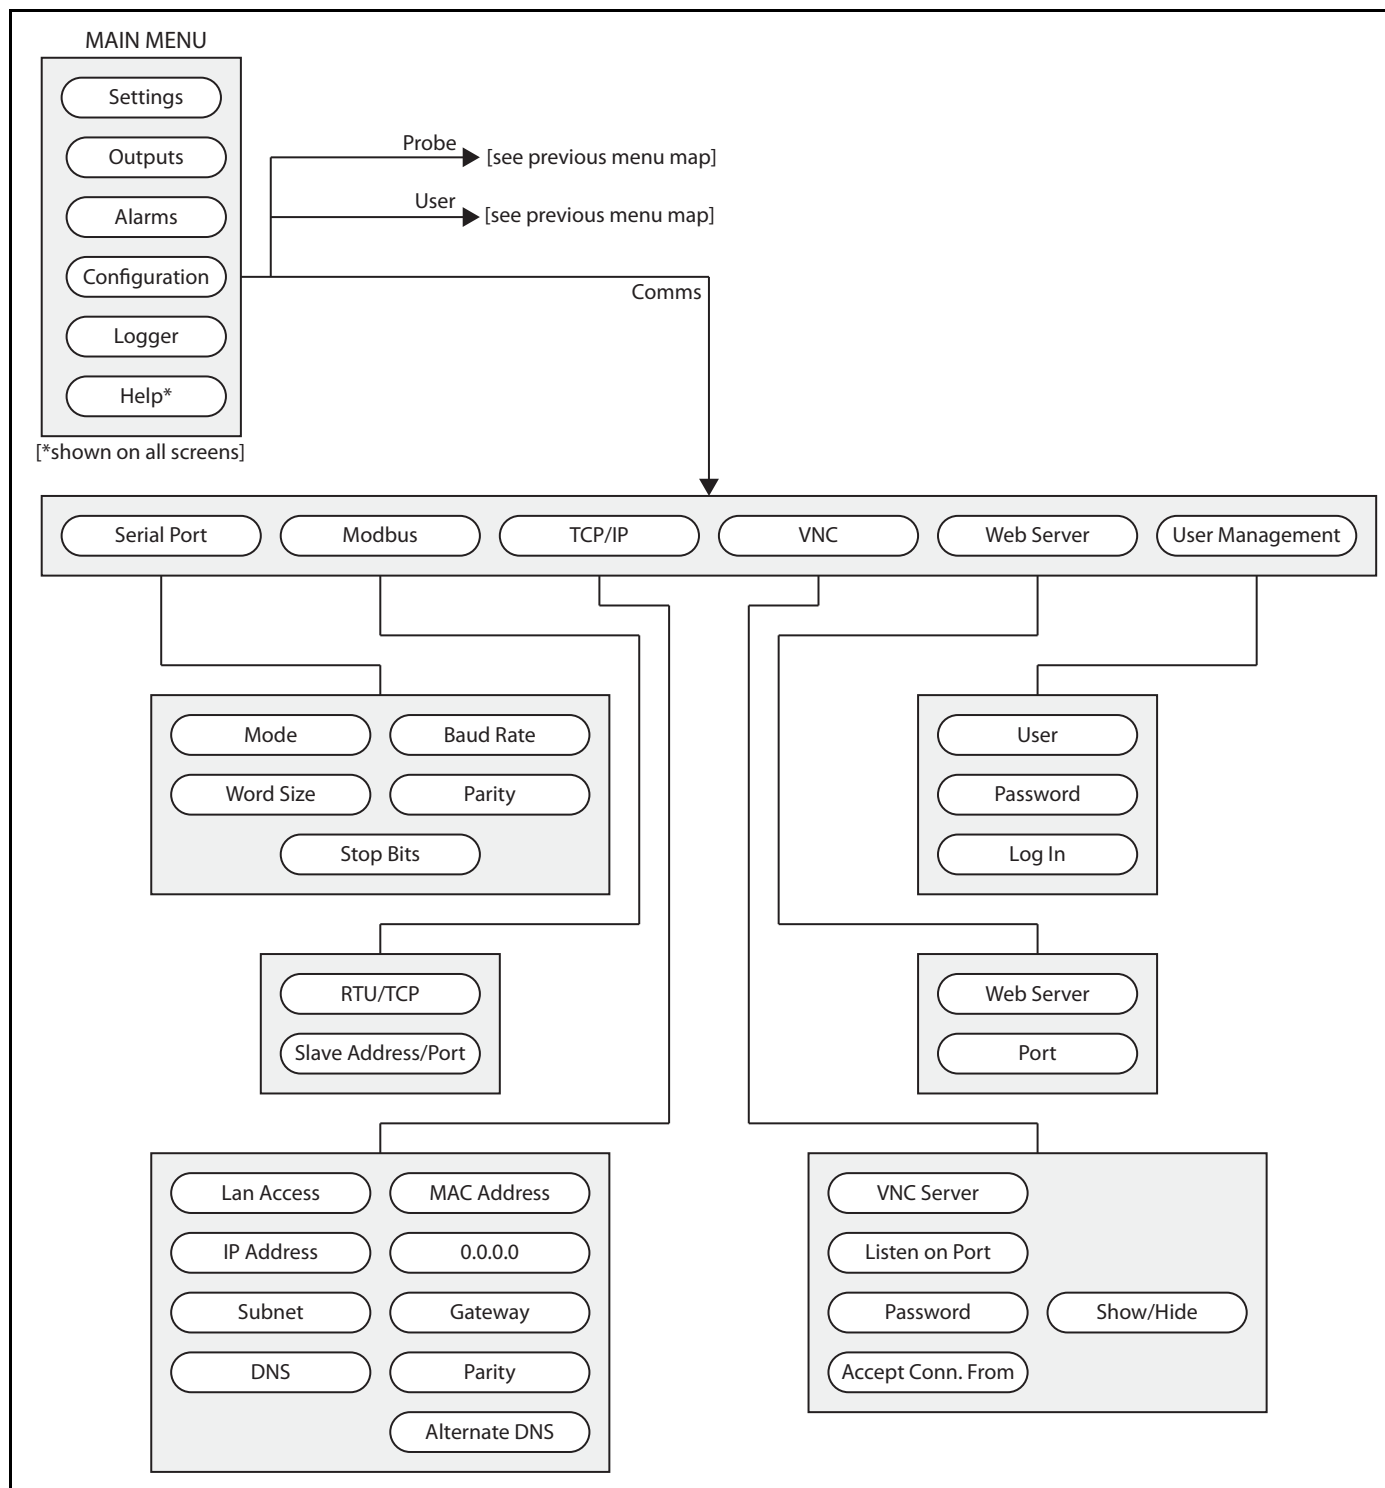 MAIN MENU
Settings
Outputs
Alarms
Configuration
Logger
Help*
[*shown on all screens]
Probe
[see previous menu map]
User
[see previous menu map]
Comms
Serial Port
Modbus
TCP/IP
VNC
Web Server
User Management
Mode
Baud Rate
Word Size
Parity
Stop Bits
User
Password
Log In
RTU/TCP
Slave Address/Port
Web Server
Port
Lan Access
MAC Address
IP Address
0.0.0.0
Subnet
Gateway
DNS
Parity
Alternate DNS
VNC Server
Listen on Port
Password
Show/Hide
Accept Conn. From